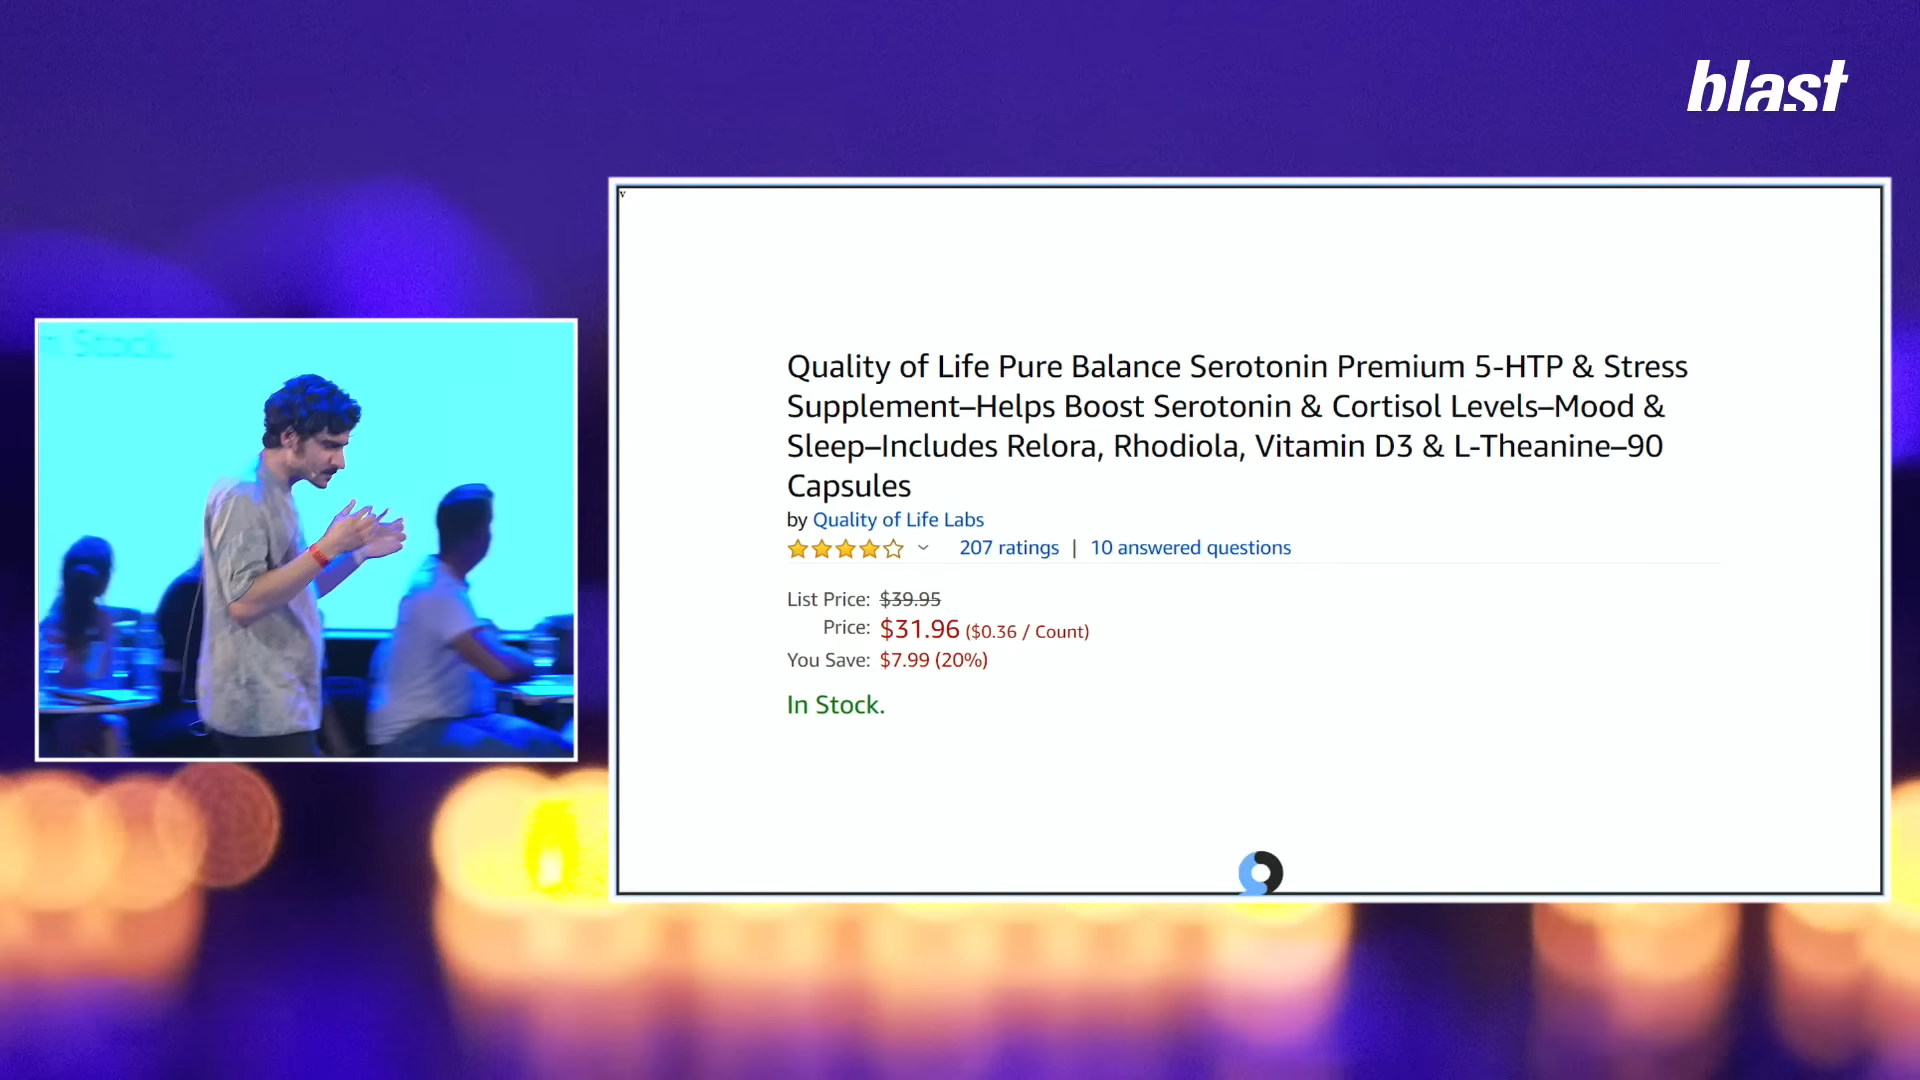 blast
v
n Stock.
Quality of Life Pure Balance Serotonin Premium 5-HTP & Stress
Supplement–Helps Boost Serotonin & Cortisol Levels–Mood &
Sleep–Includes Relora, Rhodiola, Vitamin D3 & L-Theanine–90
Capsules
by Quality of Life Labs
207 ratings | 10 answered questions
List Price: $39.95
Price: $31.96 ($0.36 / Count)
You Save: $7.99 (20%)
In Stock.